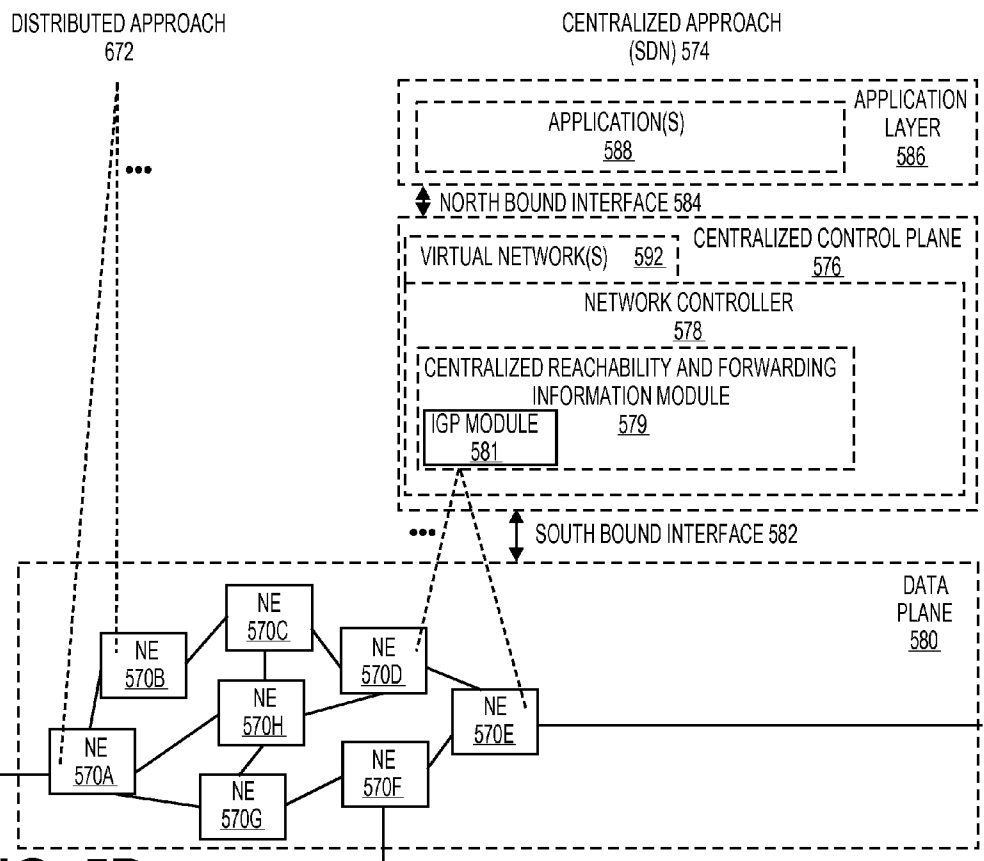 DISTRIBUTED APPROACH
672
CENTRALIZED APPROACH
(SDN) 574
APPLICATION(S)
588
APPLICATION
LAYER
586
NORTH BOUND INTERFACE 584
VIRTUAL NETWORK(S) 592
CENTRALIZED CONTROL PLANE
576
NETWORK CONTROLLER
578
CENTRALIZED REACHABILITY AND FORWARDING
INFORMATION MODULE
579
IGP MODULE
581
SOUTH BOUND INTERFACE 582
DATA
PLANE
580
NE
570C
NE
570B
NE
570D
NE
570H
NE
570E
NE
570A
NE
570F
NE
570G